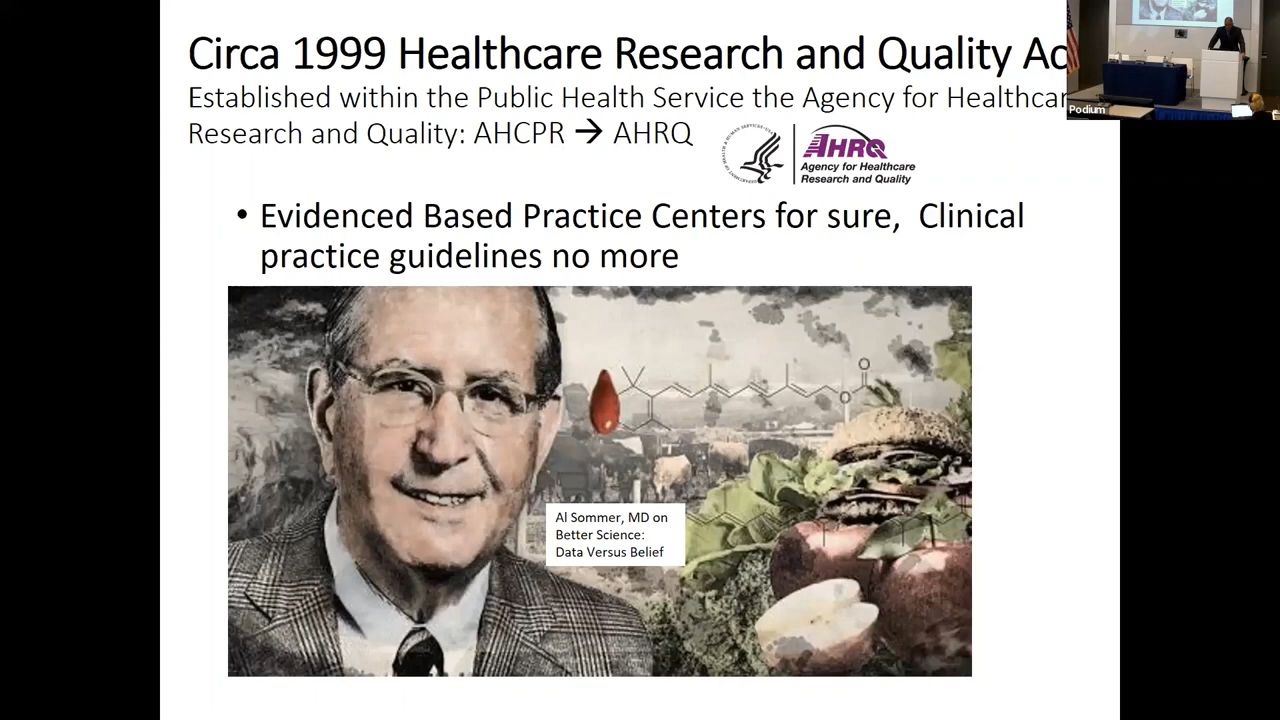 Circa 1999 Healthcare Research and Quality Ac
Established within the Public Health Service the Agency for Healthcar
Research and Quality: AHCPR → AHRQ
AHRQ
Agency for Healthcare
Research and Quality
• Evidenced Based Practice Centers for sure, Clinical
practice guidelines no more
Al Sommer, MD on
Better Science:
Data Versus Belief
Podium